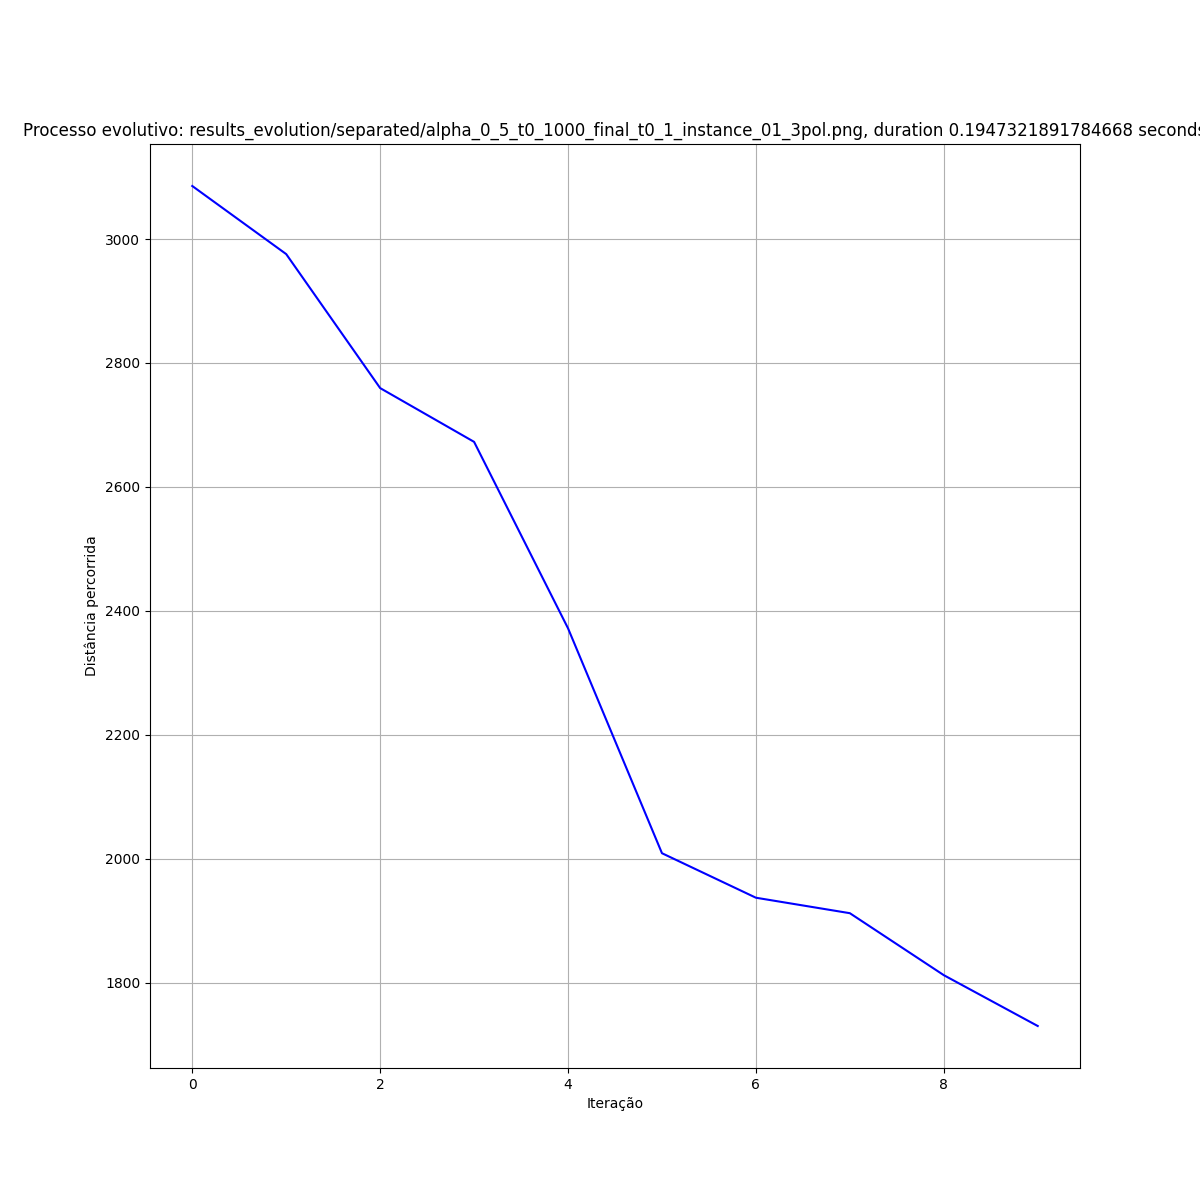 Processo evolutivo: results_evolution/separated/alpha_0_5_t0_1000_final_t0_1_instance_01_3pol.png, duration 0.1947321891784668 seconds
3000
2800
2600
2400
2200
2000
1800
Distância percorrida
0 2 4 6 8
Iteração